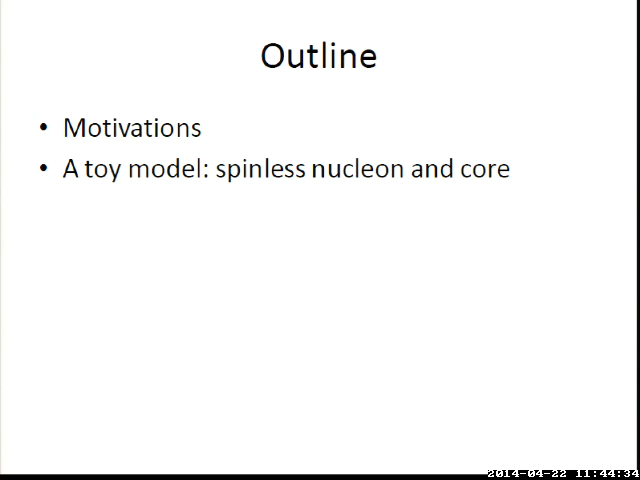 Outline
• Motivations
• A toy model: spinless nucleon and core
2014-04-22 11:44:34